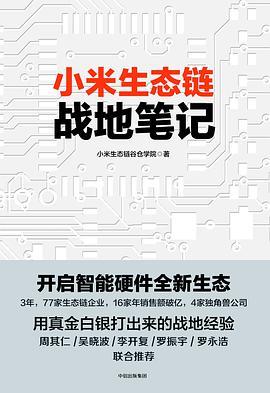 小米生态链
战地笔记
小米生态链谷仓学院 ◎ 著
开启智能硬件全新生态
3年，77家生态链企业，16家年销售额破亿，4家独角兽公司
用真金白银打出来的战地经验
周其仁 / 吴晓波 / 李开复 / 罗振宇 / 罗永浩
联合推荐
中信出版集团